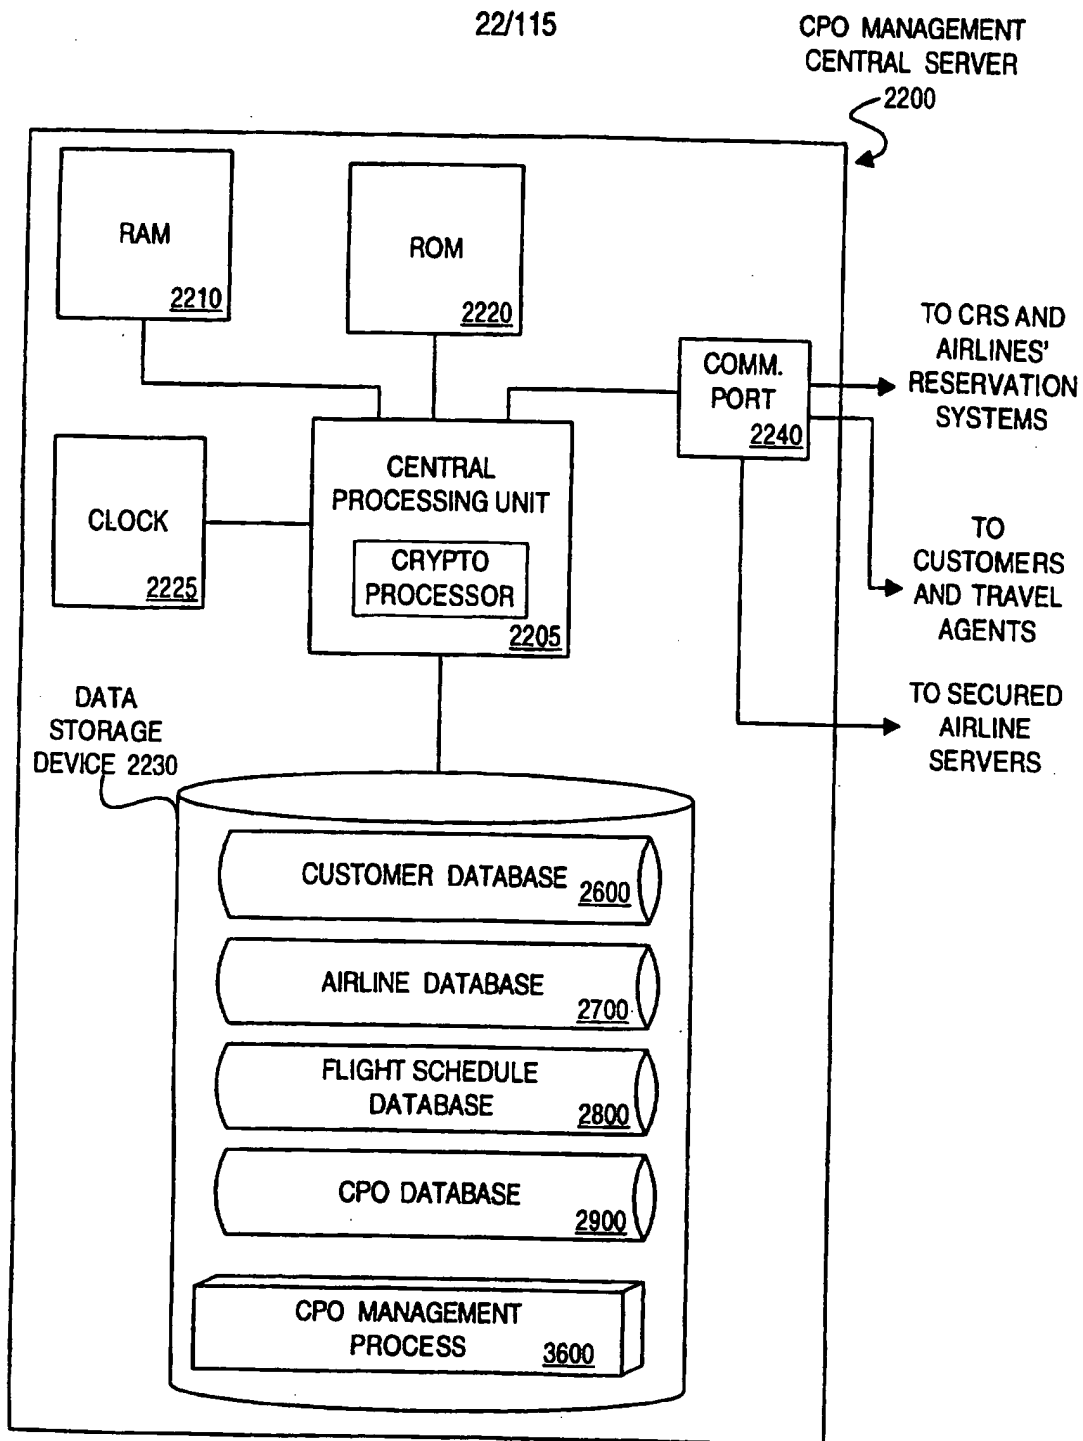 22/115
CPO MANAGEMENT
CENTRAL SERVER
2200
RAM
2210
ROM
2220
COMM.
PORT
2240
TO CRS AND
AIRLINES'
RESERVATION
SYSTEMS
CLOCK
2225
CENTRAL
PROCESSING UNIT
CRYPTO
PROCESSOR
2205
TO
CUSTOMERS
AND TRAVEL
AGENTS
TO SECURED
AIRLINE
SERVERS
DATA
STORAGE
DEVICE 2230
CUSTOMER DATABASE
2600
AIRLINE DATABASE
2700
FLIGHT SCHEDULE
DATABASE
2800
CPO DATABASE
2900
CPO MANAGEMENT
PROCESS
3600